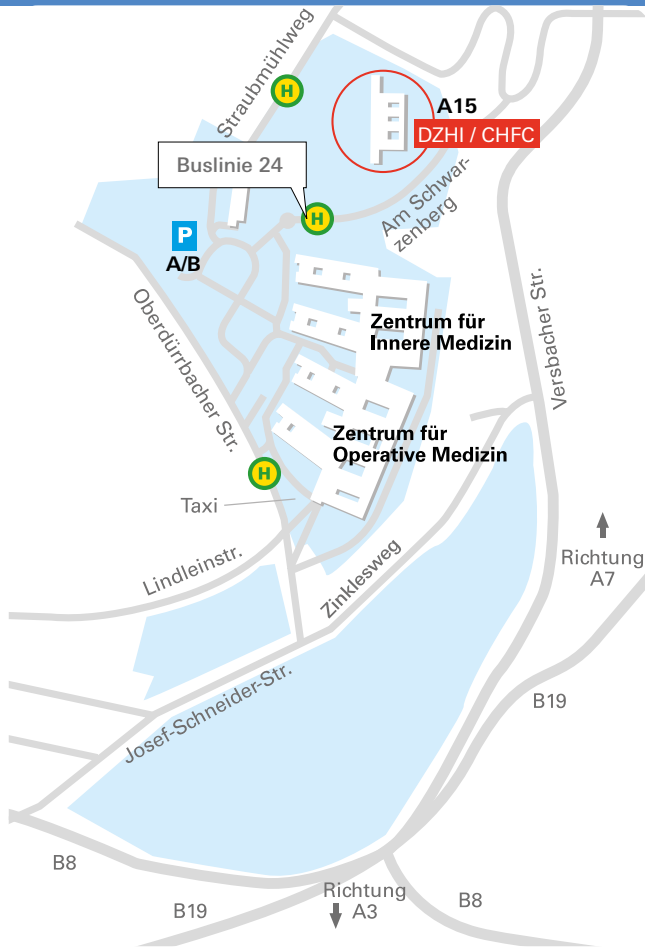 Straubmühlweg
H
A15
DZHI / CHFC
Buslinie 24
H
Am Schwar-
zenberg
P
A/B
Oberdürrbacher Str.
Zentrum für
Innere Medizin
Versbacher Str.
Zentrum für
Operative Medizin
H
Taxi
Lindleinstr.
Zinklesweg
Richtung
A7
Josef-Schneider-Str.
B19
B8
B19
Richtung
A3
B8